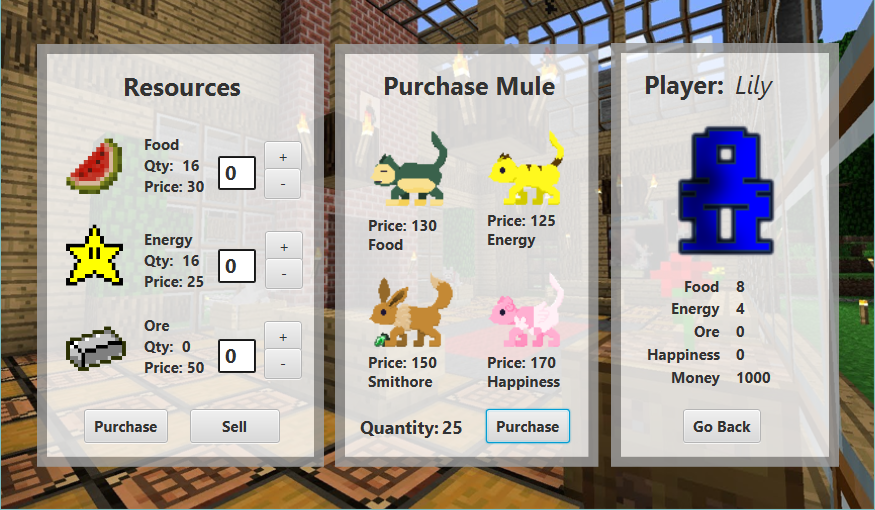 Resources
Food
Qty: 16
Price: 30
0
+
-
Energy
Qty: 16
Price: 25
0
+
-
Ore
Qty: 0
Price: 50
0
+
-
Purchase
Sell
Purchase Mule
Price: 130
Food
Price: 125
Energy
Price: 150
Smithore
Price: 170
Happiness
Quantity: 25
Purchase
Player: Lily
Food 8
Energy 4
Ore 0
Happiness 0
Money 1000
Go Back